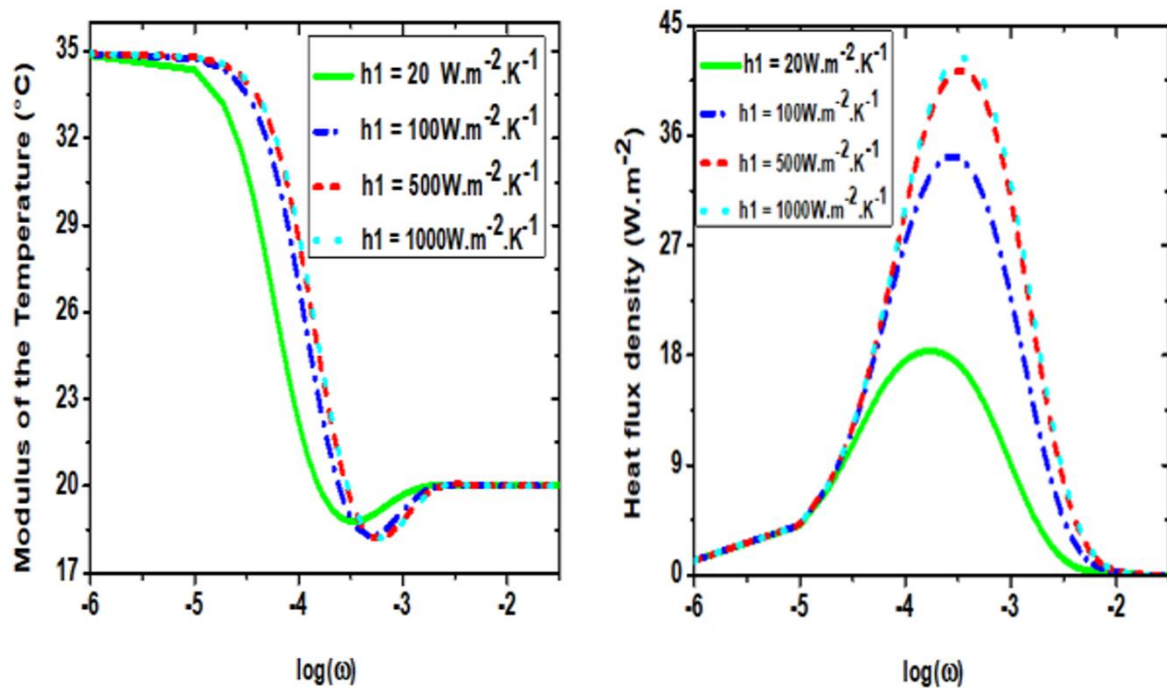 Modulus of the Temperature (°C)
35
32
29
26
23
20
17
h1 = 20 W.m⁻².K⁻¹
h1 = 100W.m⁻².K⁻¹
h1 = 500W.m⁻².K⁻¹
h1 = 1000W.m⁻².K⁻¹
-6 -5 -4 -3 -2
log(ω)
Heat flux density (W.m⁻²)
45
36
27
18
9
0
h1 = 20W.m⁻².K⁻¹
h1 = 100W.m⁻².K⁻¹
h1 = 500W.m⁻².K⁻¹
h1 = 1000W.m⁻².K⁻¹
-6 -5 -4 -3 -2
log(ω)